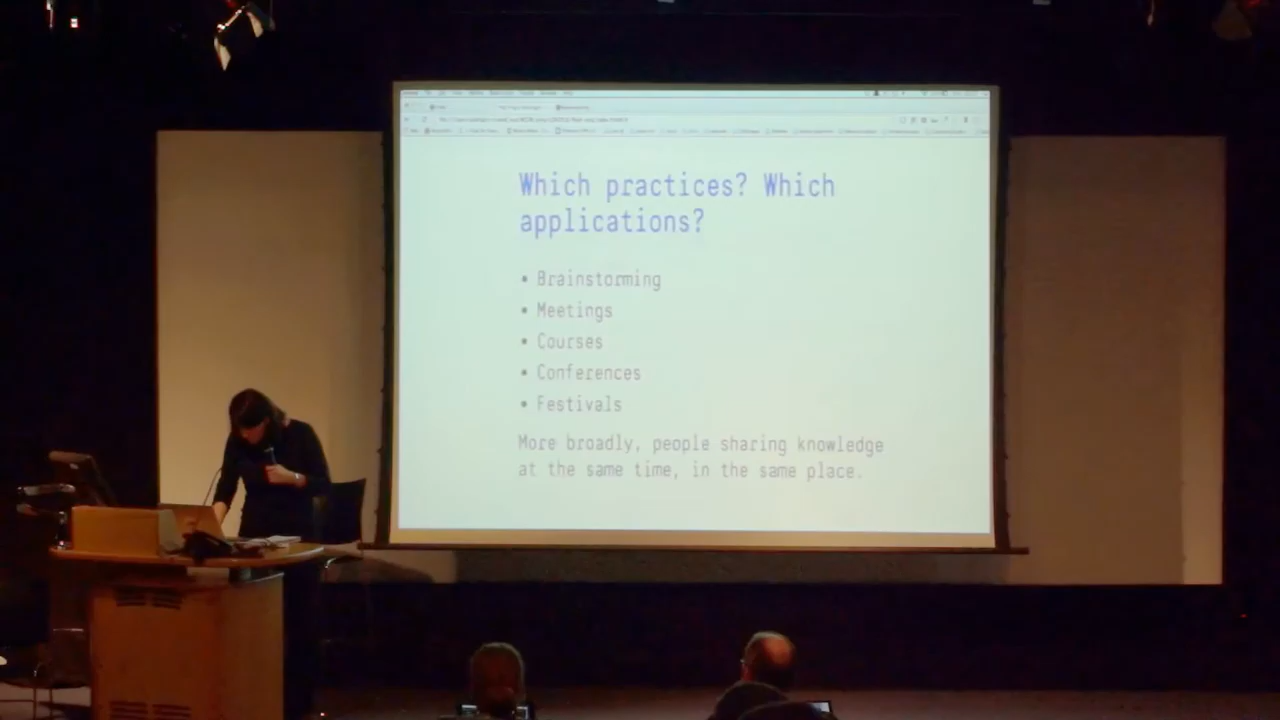 Which practices? Which
applications?
• Brainstorming
• Meetings
• Courses
• Conferences
• Festivals
More broadly, people sharing knowledge
at the same time, in the same place.